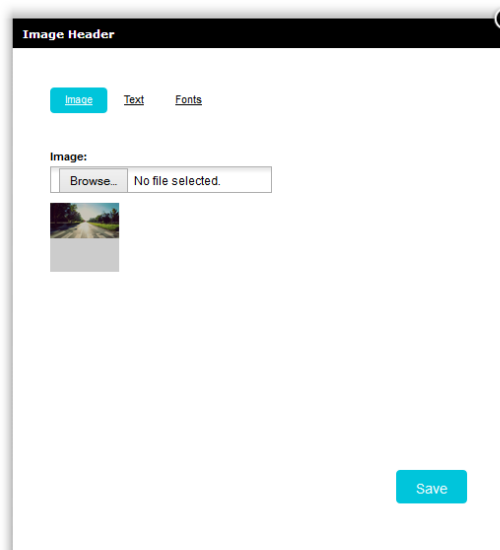 Image Header
Image Text Fonts
Image:
Browse... No file selected.
Save